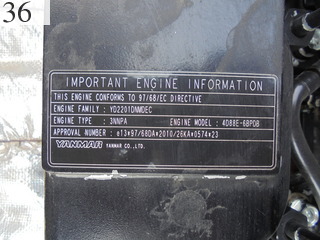 36
IMPORTANT ENGINE INFORMATION
THIS ENGINE CONFORMS TO 97/68/EC DIRECTIVE
ENGINE FAMILY : YD2201DNMDEC
ENGINE TYPE : 3NNPA ENGINE MODEL : 4D88E-6BPDB
APPROVAL NUMBER : e13*97/68DA*2010/26KA*0574*23
YANMAR YANMAR CO.,LTD.